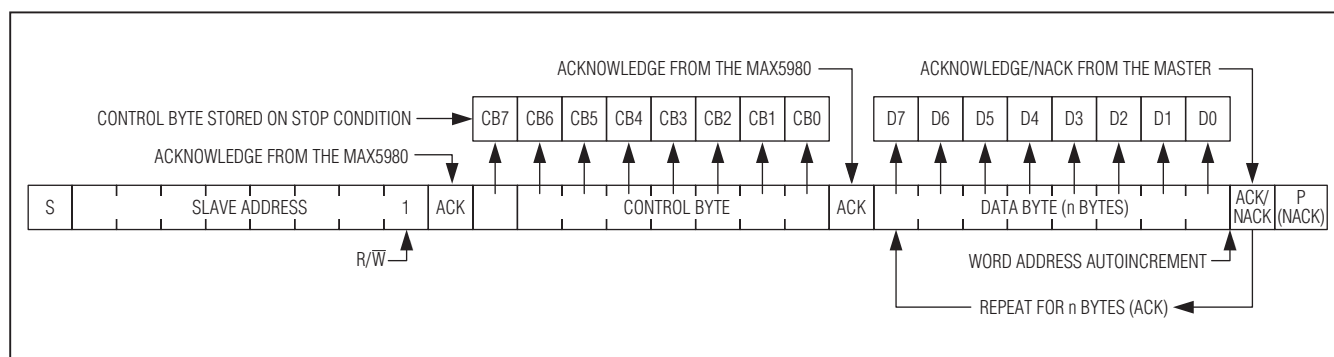 ACKNOWLEDGE FROM THE MAX5980
ACKNOWLEDGE/NACK FROM THE MASTER
CONTROL BYTE STORED ON STOP CONDITION
CB7 CB6 CB5 CB4 CB3 CB2 CB1 CB0
D7 D6 D5 D4 D3 D2 D1 D0
ACKNOWLEDGE FROM THE MAX5980
S SLAVE ADDRESS 1 ACK CONTROL BYTE ACK DATA BYTE (n BYTES) ACK/
NACK
P
(NACK)
R/W̅
WORD ADDRESS AUTOINCREMENT
REPEAT FOR n BYTES (ACK)